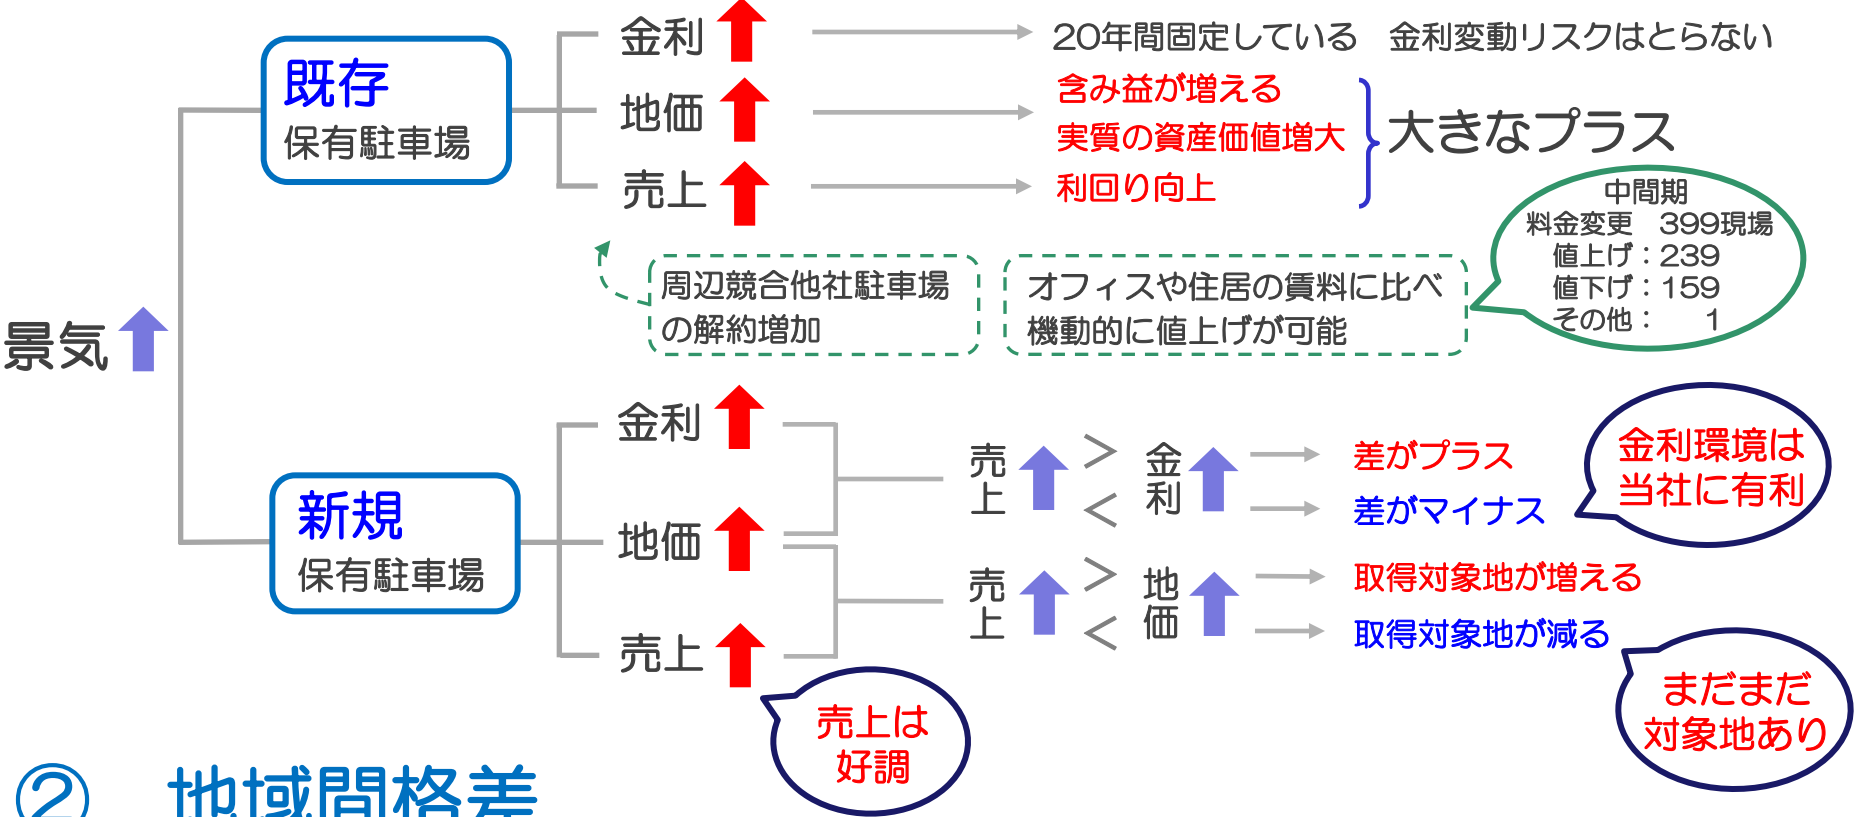 景気
既存
保有駐車場
金利
20年間固定している　金利変動リスクはとらない
地価
含み益が増える
実質の資産価値増大
売上
利回り向上
大きなプラス
中間期
料金変更　399現場
値上げ：239
値下げ：159
その他：　　1
周辺競合他社駐車場
の解約増加
オフィスや住居の賃料に比べ
機動的に値上げが可能
新規
保有駐車場
金利
地価
売上
売上
＞
＜
金利
差がプラス
差がマイナス
金利環境は
当社に有利
売上
＞
＜
地価
取得対象地が増える
取得対象地が減る
まだまだ
対象地あり
売上は
好調
②　地域間格差